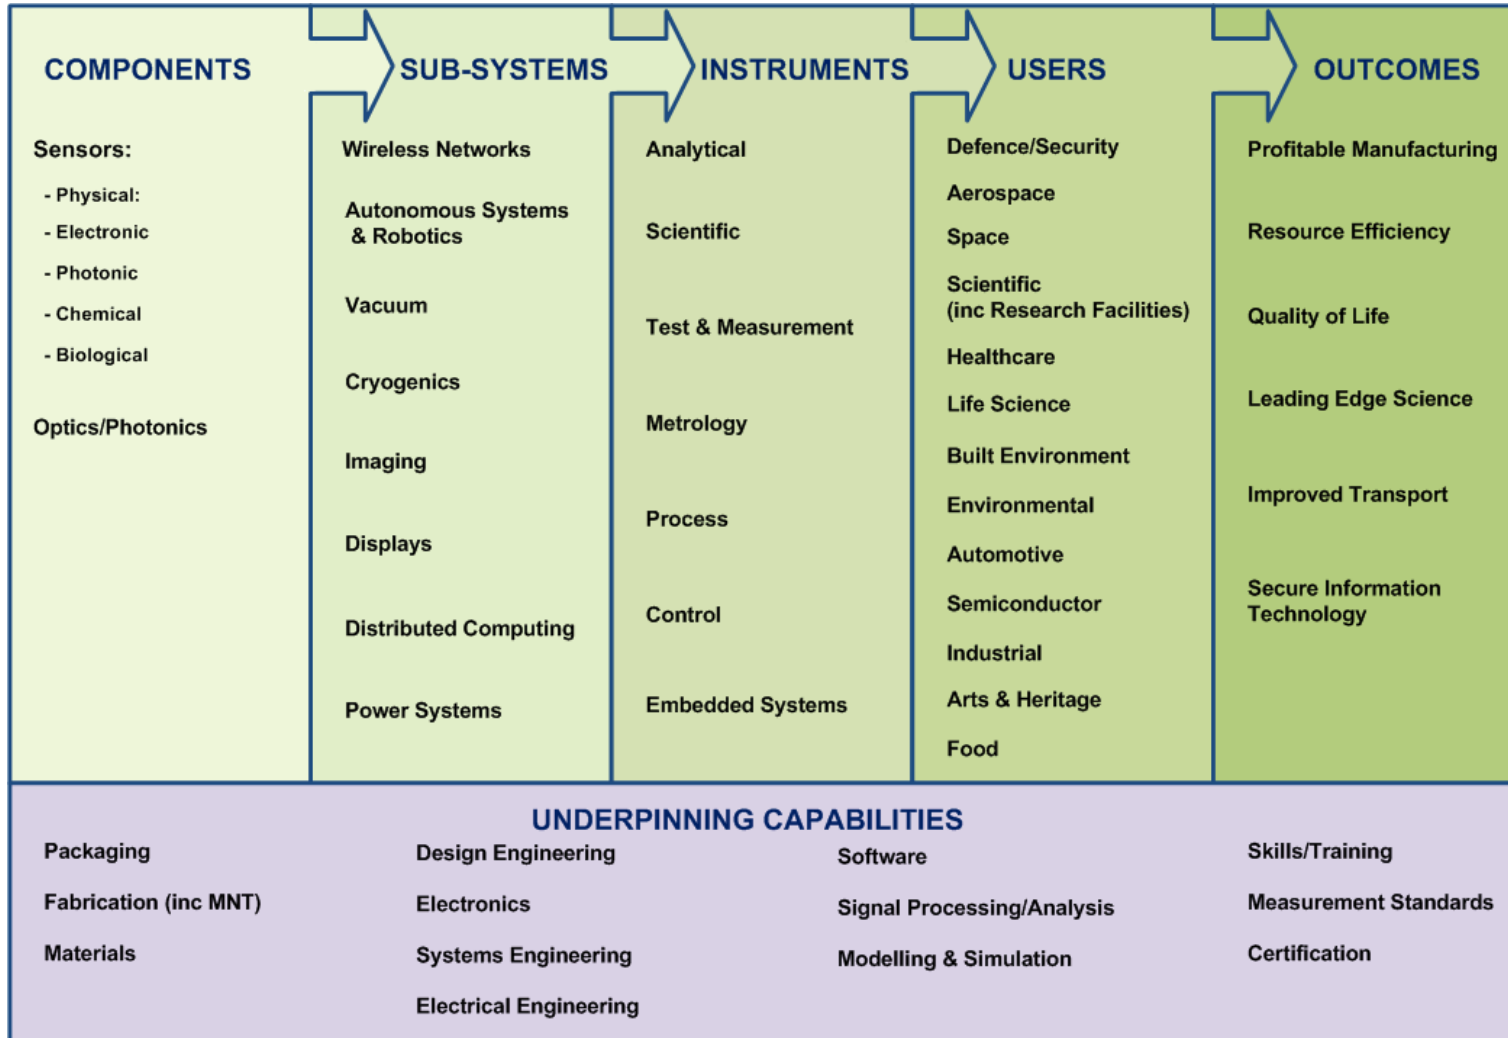 COMPONENTS
Sensors:
- Physical:
- Electronic
- Photonic
- Chemical
- Biological
Optics/Photonics
SUB-SYSTEMS
Wireless Networks
Autonomous Systems
& Robotics
Vacuum
Cryogenics
Imaging
Displays
Distributed Computing
Power Systems
INSTRUMENTS
Analytical
Scientific
Test & Measurement
Metrology
Process
Control
Embedded Systems
USERS
Defence/Security
Aerospace
Space
Scientific
(inc Research Facilities)
Healthcare
Life Science
Built Environment
Environmental
Automotive
Semiconductor
Industrial
Arts & Heritage
Food
OUTCOMES
Profitable Manufacturing
Resource Efficiency
Quality of Life
Leading Edge Science
Improved Transport
Secure Information
Technology
UNDERPINNING CAPABILITIES
Packaging
Fabrication (inc MNT)
Materials
Design Engineering
Electronics
Systems Engineering
Electrical Engineering
Software
Signal Processing/Analysis
Modelling & Simulation
Skills/Training
Measurement Standards
Certification